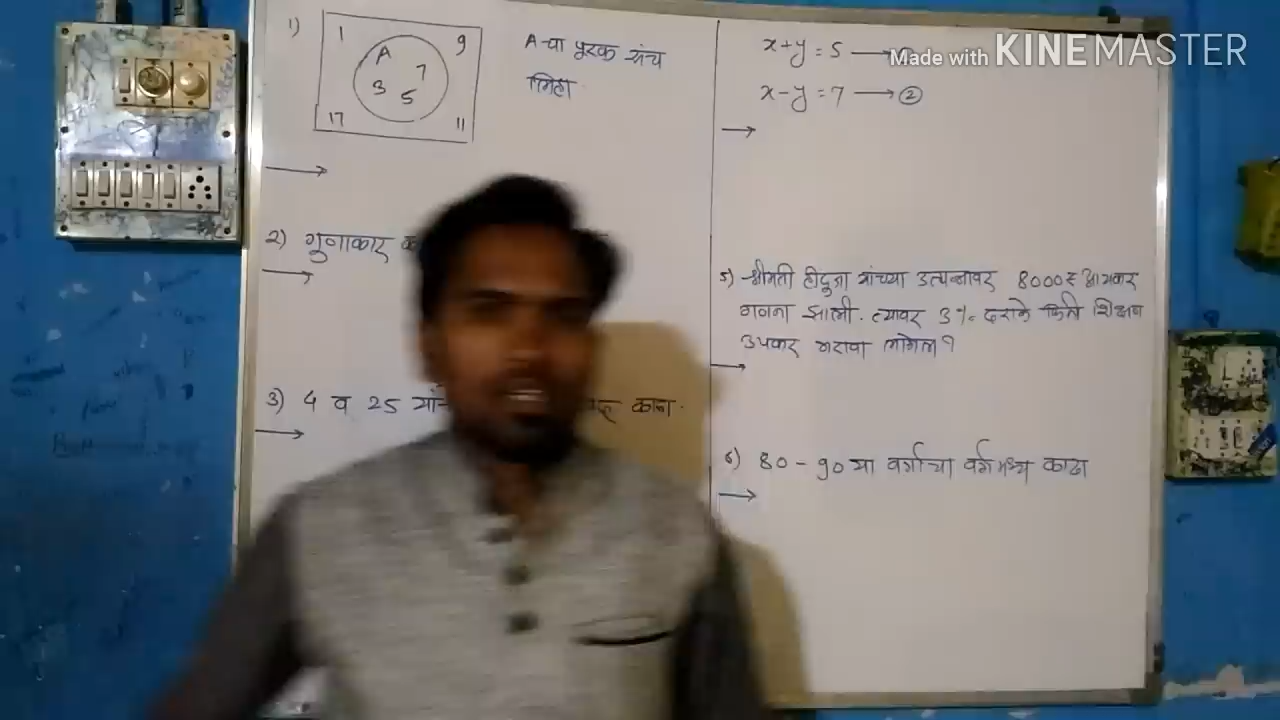 1)
1
9
A
7
3
5
17
11
A-चा पूरक संच
लिहा.
2) गुणाकार
3) 4 व 25 यां
काढा.
x+y = 5
x-y = 7 → ②
Made with KINEMASTER
5) श्रीमती यांच्या उत्पन्नावर 8000₹ आयकर
गणना झाली. त्यावर 3% दराने किती शिक्षण
उपकर भरावा लागेल?
6) 80 - 90 या वर्गाचा वर्गमध्य काढा